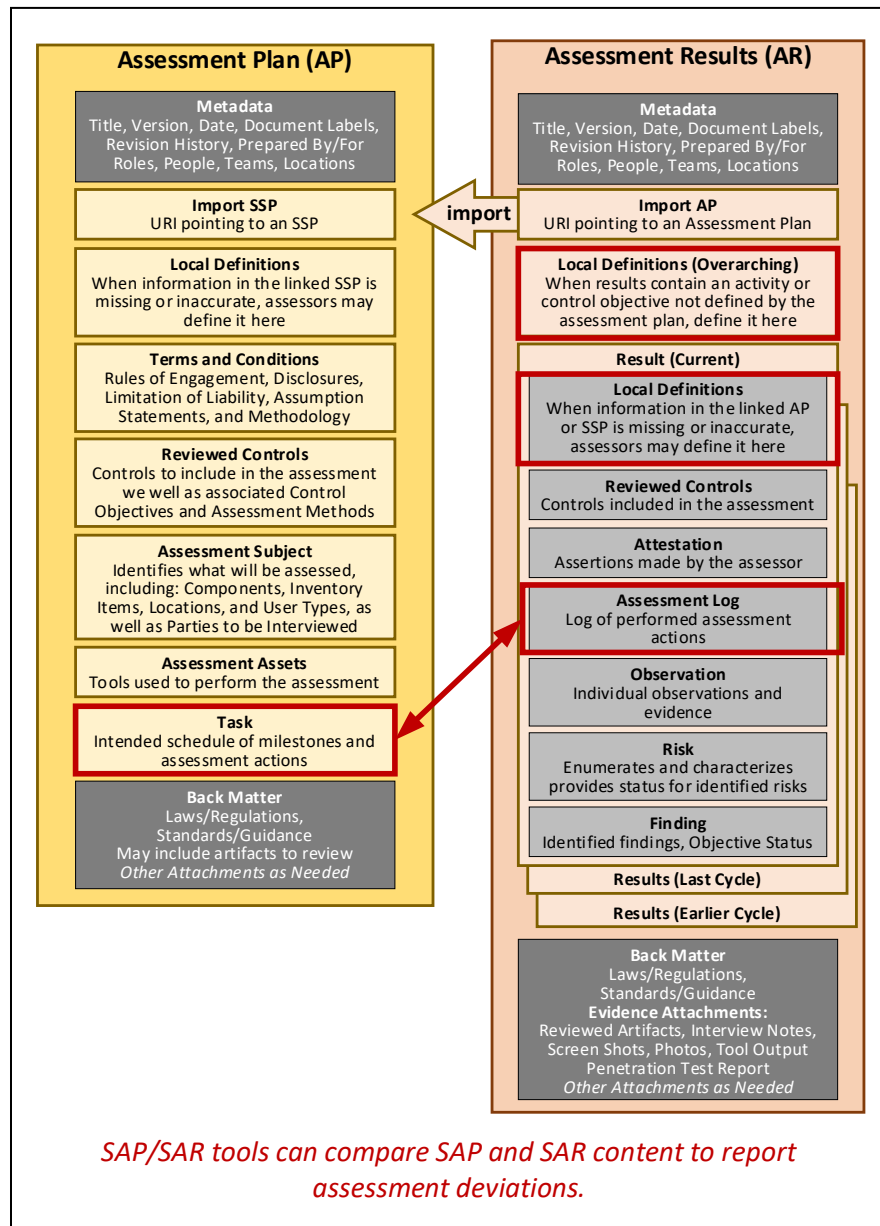 Assessment Plan (AP)
Metadata
Title, Version, Date, Document Labels,
Revision History, Prepared By/For
Roles, People, Teams, Locations
Import SSP
URI pointing to an SSP
Local Definitions
When information in the linked SSP is
missing or inaccurate, assessors may
define it here
Terms and Conditions
Rules of Engagement, Disclosures,
Limitation of Liability, Assumption
Statements, and Methodology
Reviewed Controls
Controls to include in the assessment
we well as associated Control
Objectives and Assessment Methods
Assessment Subject
Identifies what will be assessed,
including: Components, Inventory
Items, Locations, and User Types, as
well as Parties to be Interviewed
Assessment Assets
Tools used to perform the assessment
Task
Intended schedule of milestones and
assessment actions
Back Matter
Laws/Regulations,
Standards/Guidance
May include artifacts to review
Other Attachments as Needed
import
Assessment Results (AR)
Metadata
Title, Version, Date, Document Labels,
Revision History, Prepared By/For
Roles, People, Teams, Locations
Import AP
URI pointing to an Assessment Plan
Local Definitions (Overarching)
When results contain an activity or
control objective not defined by the
assessment plan, define it here
Result (Current)
Local Definitions
When information in the linked AP
or SSP is missing or inaccurate,
assessors may define it here
Reviewed Controls
Controls included in the assessment
Attestation
Assertions made by the assessor
Assessment Log
Log of performed assessment
actions
Observation
Individual observations and
evidence
Risk
Enumerates and characterizes
provides status for identified risks
Finding
Identified findings, Objective Status
Results (Last Cycle)
Results (Earlier Cycle)
Back Matter
Laws/Regulations,
Standards/Guidance
Evidence Attachments:
Reviewed Artifacts, Interview Notes,
Screen Shots, Photos, Tool Output
Penetration Test Report
Other Attachments as Needed
SAP/SAR tools can compare SAP and SAR content to report
assessment deviations.